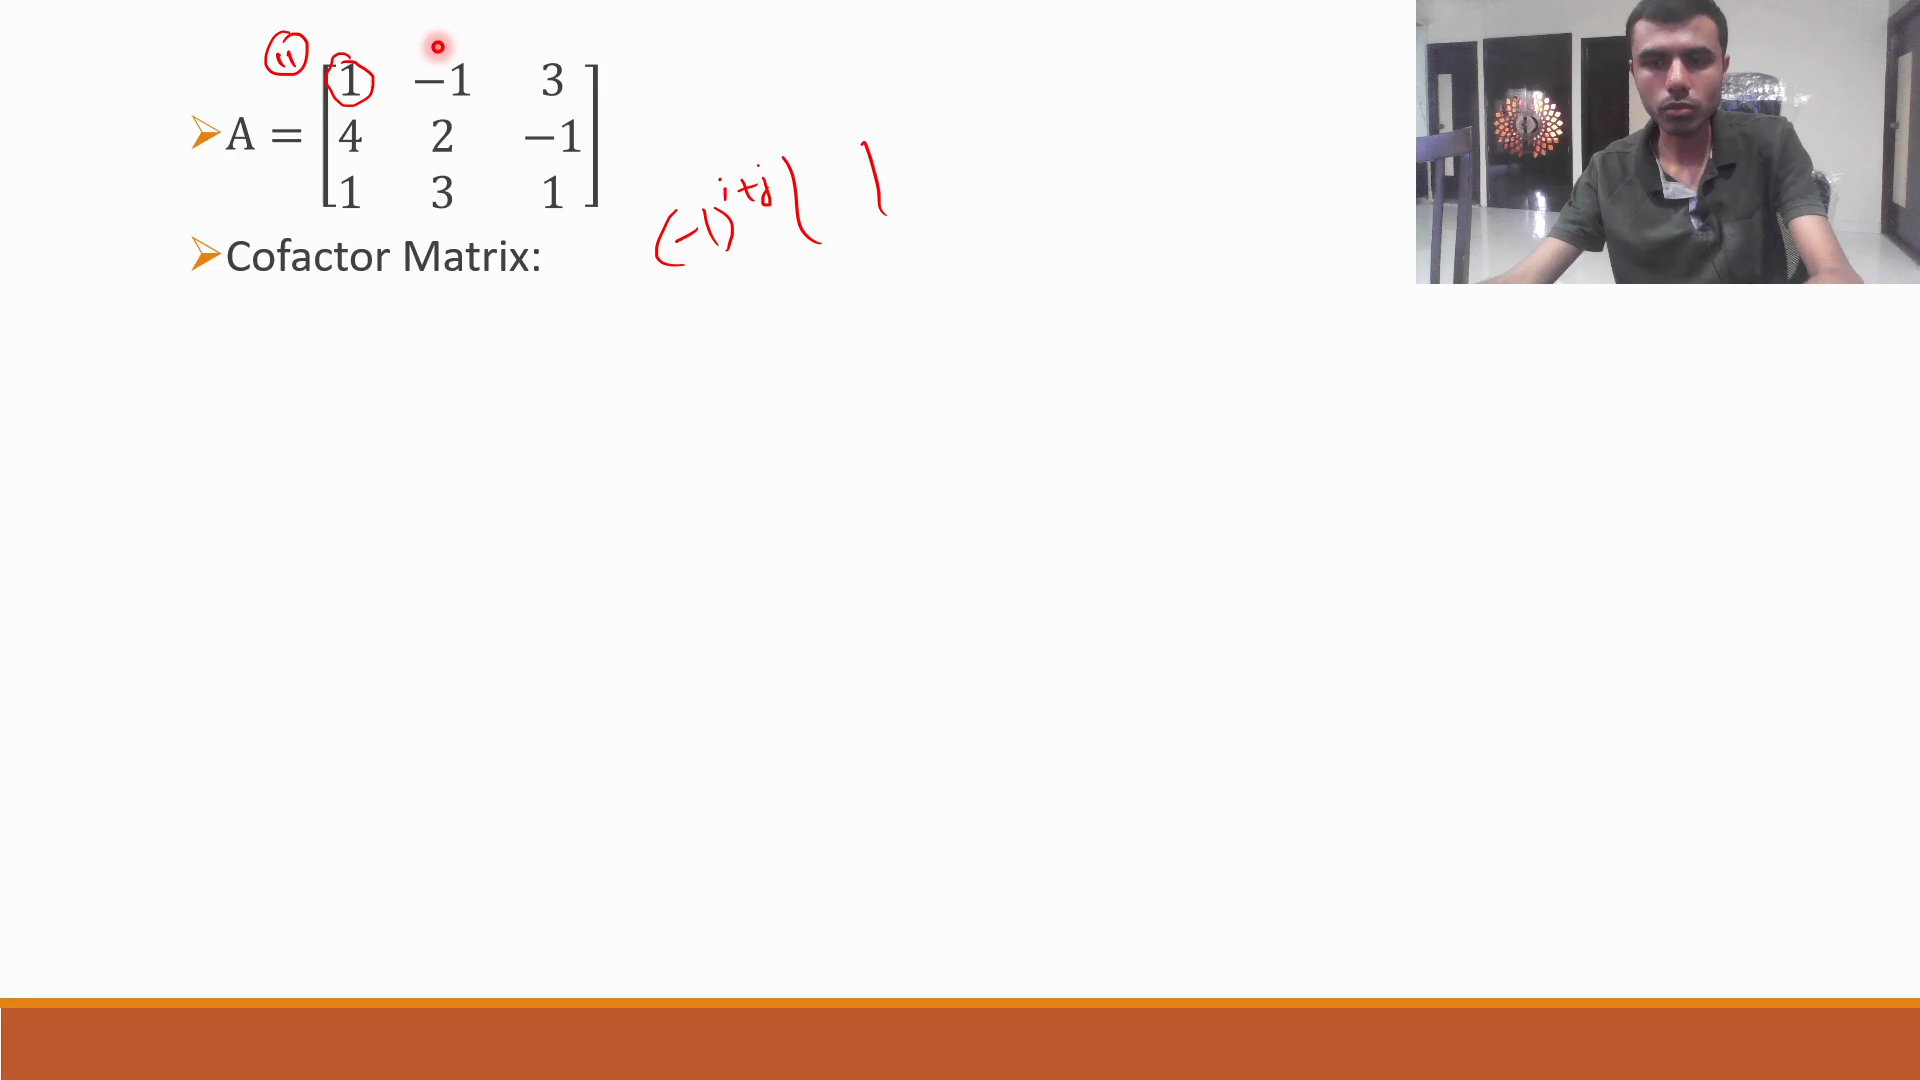 11
A = [1 −1 3
4 2 −1
1 3 1]
(-1)^{i+j} | |
Cofactor Matrix: